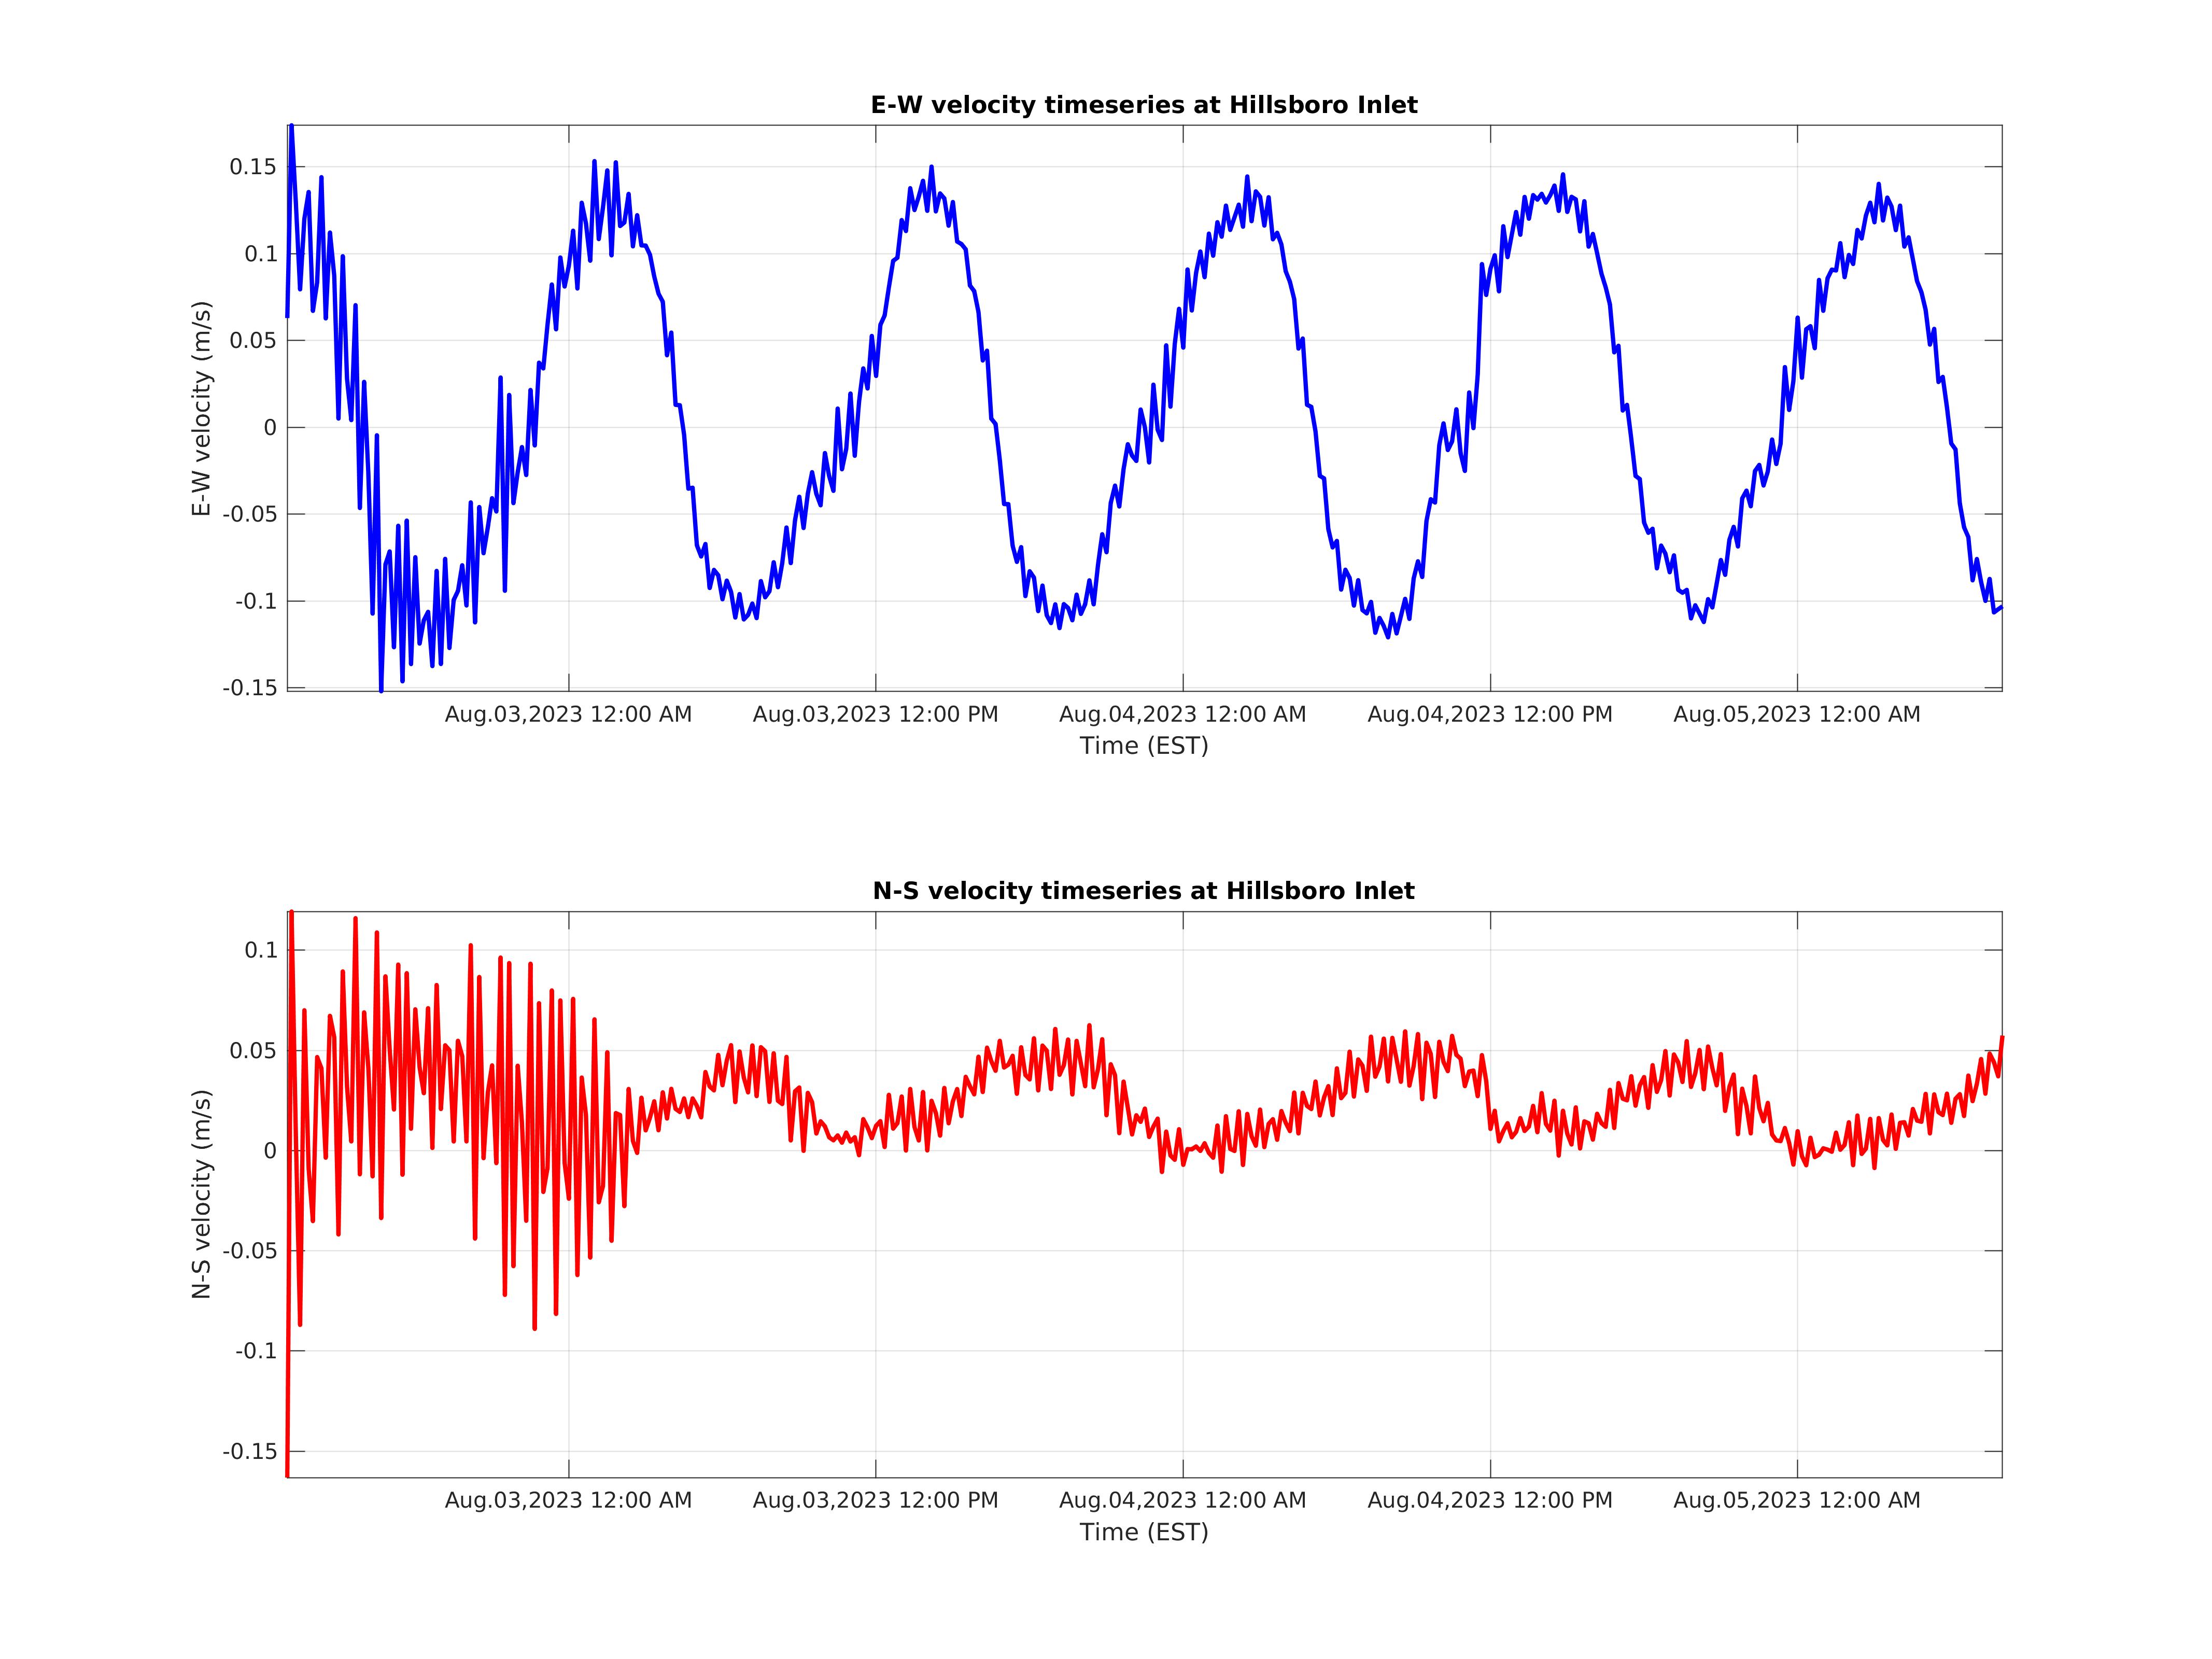 E-W velocity timeseries at Hillsboro Inlet
E-W velocity (m/s)
0.15
0.1
0.05
0
-0.05
-0.1
-0.15
Aug.03,2023 12:00 AM
Aug.03,2023 12:00 PM
Aug.04,2023 12:00 AM
Aug.04,2023 12:00 PM
Aug.05,2023 12:00 AM
Time (EST)
N-S velocity timeseries at Hillsboro Inlet
N-S velocity (m/s)
0.1
0.05
0
-0.05
-0.1
-0.15
Aug.03,2023 12:00 AM
Aug.03,2023 12:00 PM
Aug.04,2023 12:00 AM
Aug.04,2023 12:00 PM
Aug.05,2023 12:00 AM
Time (EST)